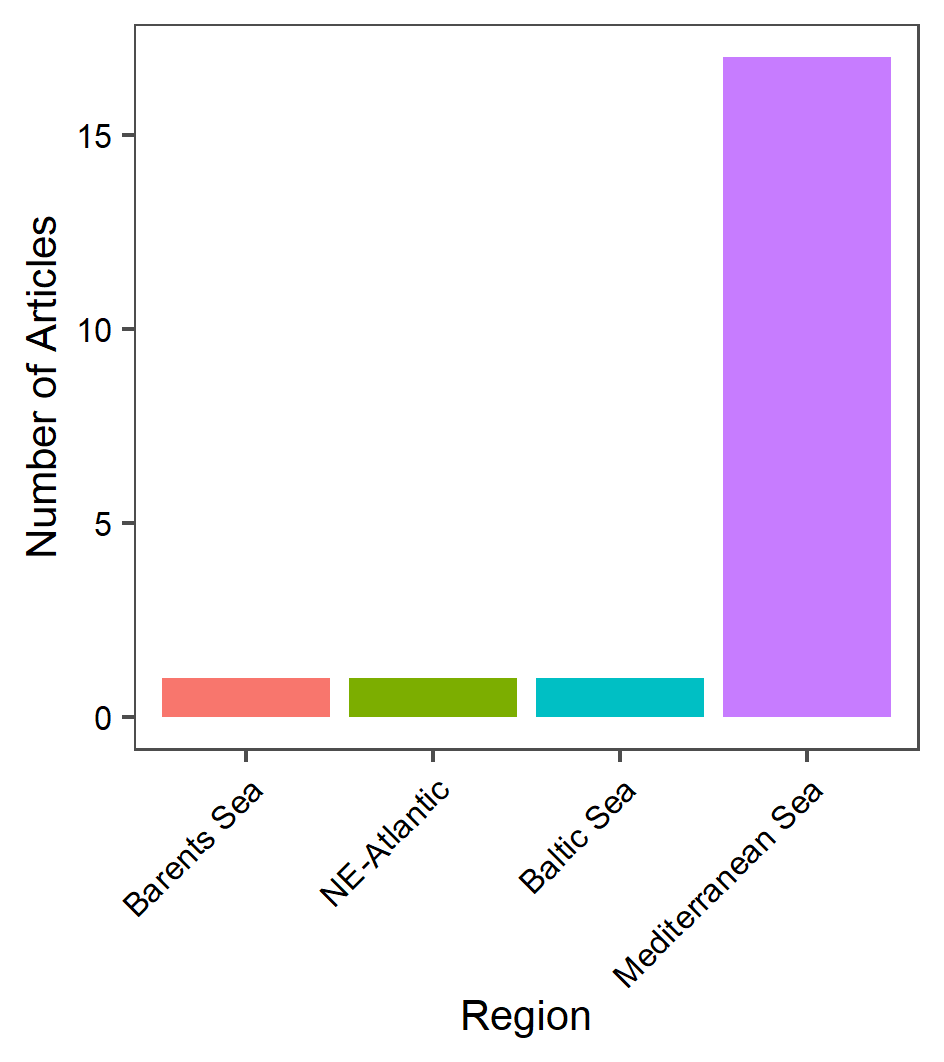 Number of Articles
15
10
5
0
Barents Sea
NE-Atlantic
Baltic Sea
Mediterranean Sea
Region